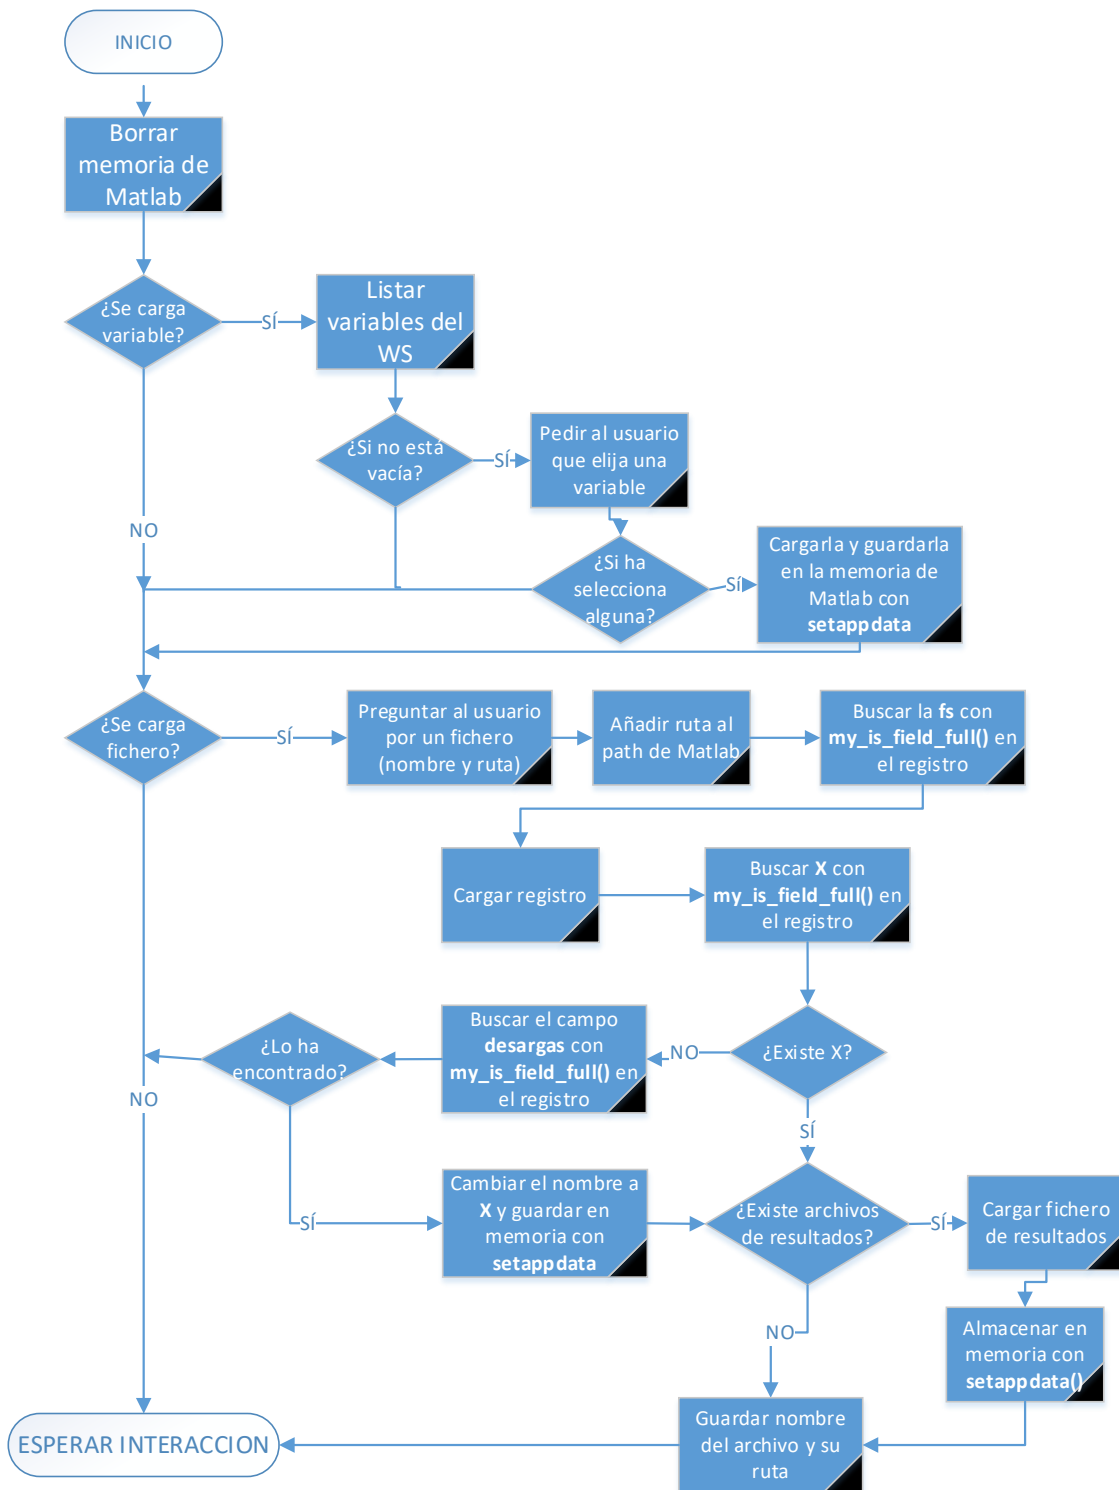 INICIO
Borrar
memoria de
Matlab
¿Se carga
variable?
SÍ
Listar
variables del
WS
¿Si no está
vacía?
SÍ
Pedir al usuario
que elija una
variable
NO
¿Si ha
selecciona
alguna?
SÍ
Cargarla y guardarla
en la memoria de
Matlab con
setappdata
¿Se carga
fichero?
SÍ
Preguntar al usuario
por un fichero
(nombre y ruta)
Añadir ruta al
path de Matlab
Buscar la fs con
my_is_field_full() en
el registro
Cargar registro
Buscar X con
my_is_field_full() en
el registro
¿Existe X?
NO
Buscar el campo
desargas con
my_is_field_full() en
el registro
¿Lo ha
encontrado?
NO
SÍ
SÍ
Cambiar el nombre a
X y guardar en
memoria con
setappdata
¿Existe archivos
de resultados?
SÍ
Cargar fichero
de resultados
NO
Almacenar en
memoria con
setappdata()
Guardar nombre
del archivo y su
ruta
ESPERAR INTERACCION